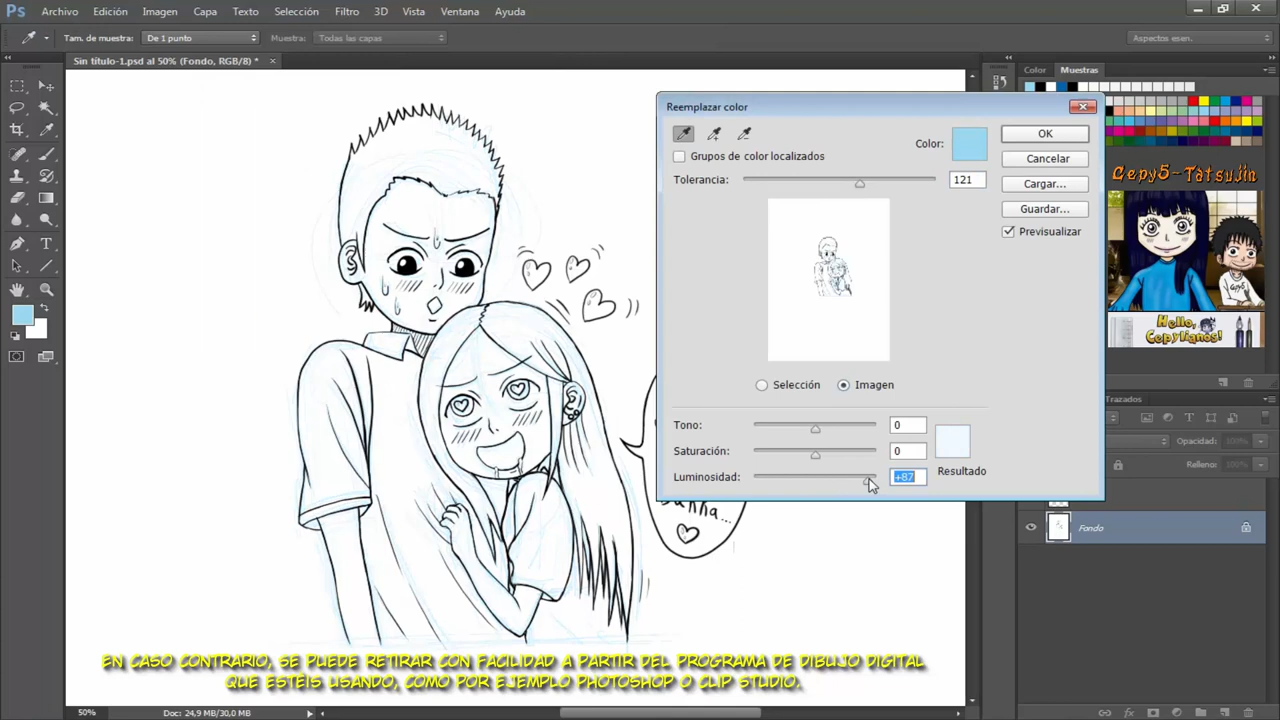 Ps Archivo Edición Imagen Capa Texto Selección Filtro 3D Vista Ventana Ayuda
Tam. de muestra: De 1 punto Muestra: Todas las capas Aspectos esen.
Sin título-1.psd al 50% (Fondo, RGB/8) *
Color Muestras
Reemplazar color
Color:
OK
Grupos de color localizados
Cancelar
Tolerancia: 121
Cargar...
Guardar...
Previsualizar
Cepy5-Tatsujin
Cepy5
Hello, Cepylianos!
Selección Imagen
Trazados
Opacidad: 100%
Tono: 0
Saturación: 0
Resultado
Luminosidad: +87
Relleno: 100%
Fondo
EN CASO CONTRARIO, SE PUEDE RETIRAR CON FACILIDAD A PARTIR DEL PROGRAMA DE DIBUJO DIGITAL
QUE ESTÉIS USANDO, COMO POR EJEMPLO PHOTOSHOP O CLIP STUDIO.
50% Doc: 24,9 MB/30,0 MB